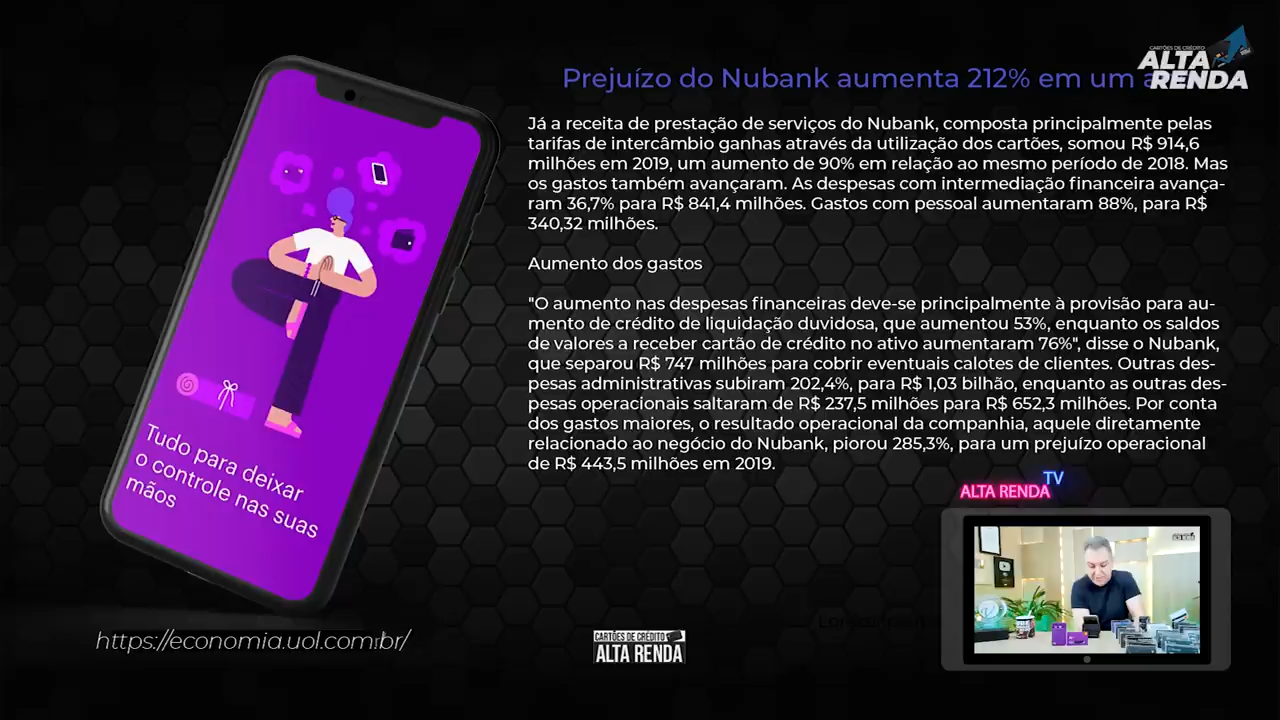 CARTÕES DE CRÉDITO
ALTA
RENDA
Prejuízo do Nubank aumenta 212% em um
Já a receita de prestação de serviços do Nubank, composta principalmente pelas
tarifas de intercâmbio ganhas através da utilização dos cartões, somou R$ 914,6
milhões em 2019, um aumento de 90% em relação ao mesmo período de 2018. Mas
os gastos também avançaram. As despesas com intermediação financeira avança-
ram 36,7% para R$ 841,4 milhões. Gastos com pessoal aumentaram 88%, para R$
340,32 milhões.
Aumento dos gastos
"O aumento nas despesas financeiras deve-se principalmente à provisão para au-
mento de crédito de liquidação duvidosa, que aumentou 53%, enquanto os saldos
de valores a receber cartão de crédito no ativo aumentaram 76%", disse o Nubank,
que separou R$ 747 milhões para cobrir eventuais calotes de clientes. Outras des-
pesas administrativas subiram 202,4%, para R$ 1,03 bilhão, enquanto as outras des-
pesas operacionais saltaram de R$ 237,5 milhões para R$ 652,3 milhões. Por conta
dos gastos maiores, o resultado operacional da companhia, aquele diretamente
relacionado ao negócio do Nubank, piorou 285,3%, para um prejuízo operacional
de R$ 443,5 milhões em 2019.
Tudo para deixar
o controle nas suas
mãos
ALTA RENDA TV
https://economia.uol.com.br/
CARTÕES DE CRÉDITO
ALTA RENDA